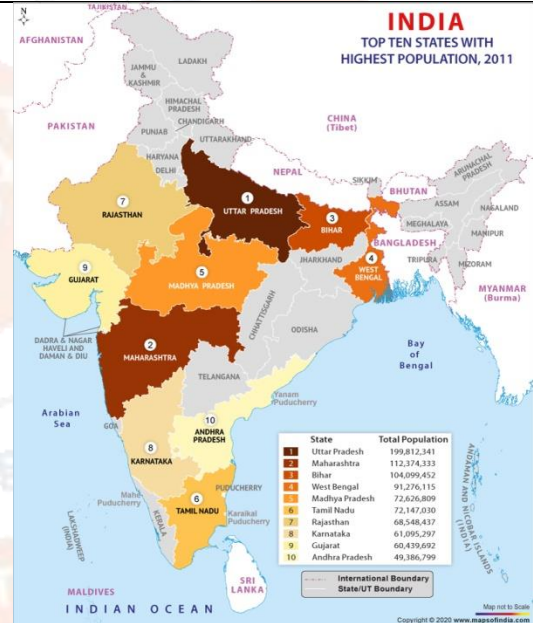 INDIA
TOP TEN STATES WITH
HIGHEST POPULATION, 2011
N
TAJIKISTAN
AFGHANISTAN
LADAKH
JAMMU
&
KASHMIR
HIMACHAL
PRADESH
CHANDIGARH
PAKISTAN
PUNJAB
UTTARAKHAND
CHINA
(Tibet)
HARYANA
DELHI
NEPAL
SIKKIM
BHUTAN
ARUNACHAL
PRADESH
ASSAM
NAGALAND
MEGHALAYA
MANIPUR
BANGLADESH
TRIPURA
MIZORAM
MYANMAR
(Burma)
7
RAJASTHAN
1
UTTAR PRADESH
3
BIHAR
9
GUJARAT
5
MADHYA PRADESH
JHARKHAND
4
WEST
BENGAL
CHHATTISGARH
ODISHA
DADRA & NAGAR
HAVELI AND
DAMAN & DIU
2
MAHARASHTRA
TELANGANA
Bay
of
Bengal
Arabian
Sea
Yanam
Puducherry
GOA
10
ANDHRA
PRADESH
8
KARNATAKA
PUDUCHERRY
Mahe
Puducherry
6
TAMIL NADU
Karaikal
Puducherry
KERALA
LAKSHADWEEP
(INDIA)
ANDAMAN AND NICOBAR ISLANDS
(INDIA)
SRI
LANKA
MALDIVES
INDIAN OCEAN
State Total Population
1 Uttar Pradesh 199,812,341
2 Maharashtra 112,374,333
3 Bihar 104,099,452
4 West Bengal 91,276,115
5 Madhya Pradesh 72,626,809
6 Tamil Nadu 72,147,030
7 Rajasthan 68,548,437
8 Karnataka 61,095,297
9 Gujarat 60,439,692
10 Andhra Pradesh 49,386,799
International Boundary
State/UT Boundary
Map not to Scale
Copyright © 2020 www.mapsofindia.com